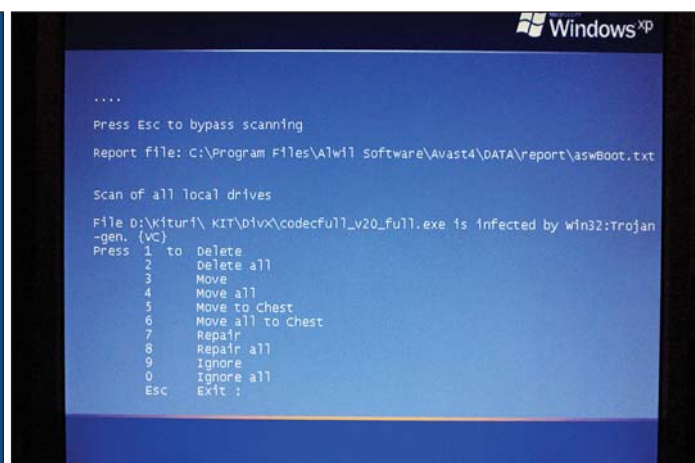 Windows xp
....
Press Esc to bypass scanning
Report file: C:\Program Files\Alwil Software\Avast4\DATA\report\aswBoot.txt
Scan of all local drives
File D:\Kituri\ KIT\DivX\codecfull_v20_full.exe is infected by Win32:Trojan
-gen. {VC}
Press 1 to Delete
2 Delete all
3 Move
4 Move all
5 Move to Chest
6 Move all to Chest
7 Repair
8 Repair all
9 Ignore
0 Ignore all
Esc Exit :